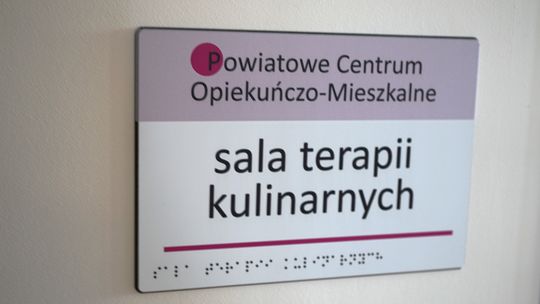 Powiatowe Centrum
Opiekuńczo-Mieszkalne
sala terapii
kulinarnych